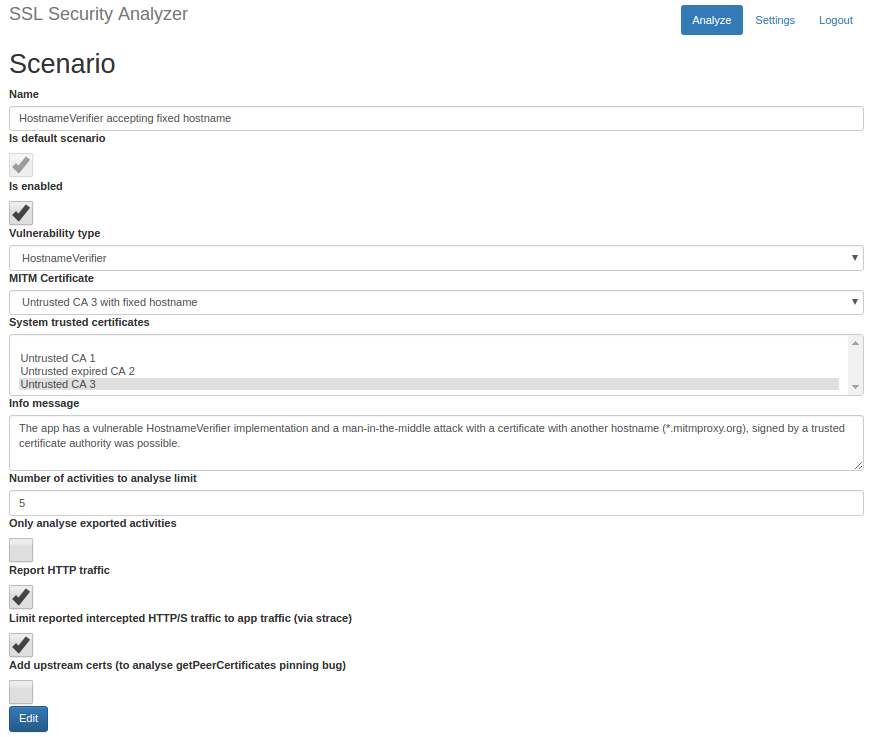 SSL Security Analyzer
Analyze Settings Logout
Scenario
Name
HostnameVerifier accepting fixed hostname
Is default scenario
Is enabled
Vulnerability type
HostnameVerifier
MITM Certificate
Untrusted CA 3 with fixed hostname
System trusted certificates
Untrusted CA 1
Untrusted expired CA 2
Untrusted CA 3
Info message
The app has a vulnerable HostnameVerifier implementation and a man-in-the-middle attack with a certificate with another hostname (*.mitmproxy.org), signed by a trusted
certificate authority was possible.
Number of activities to analyse limit
5
Only analyse exported activities
Report HTTP traffic
Limit reported intercepted HTTP/S traffic to app traffic (via strace)
Add upstream certs (to analyse getPeerCertificates pinning bug)
Edit